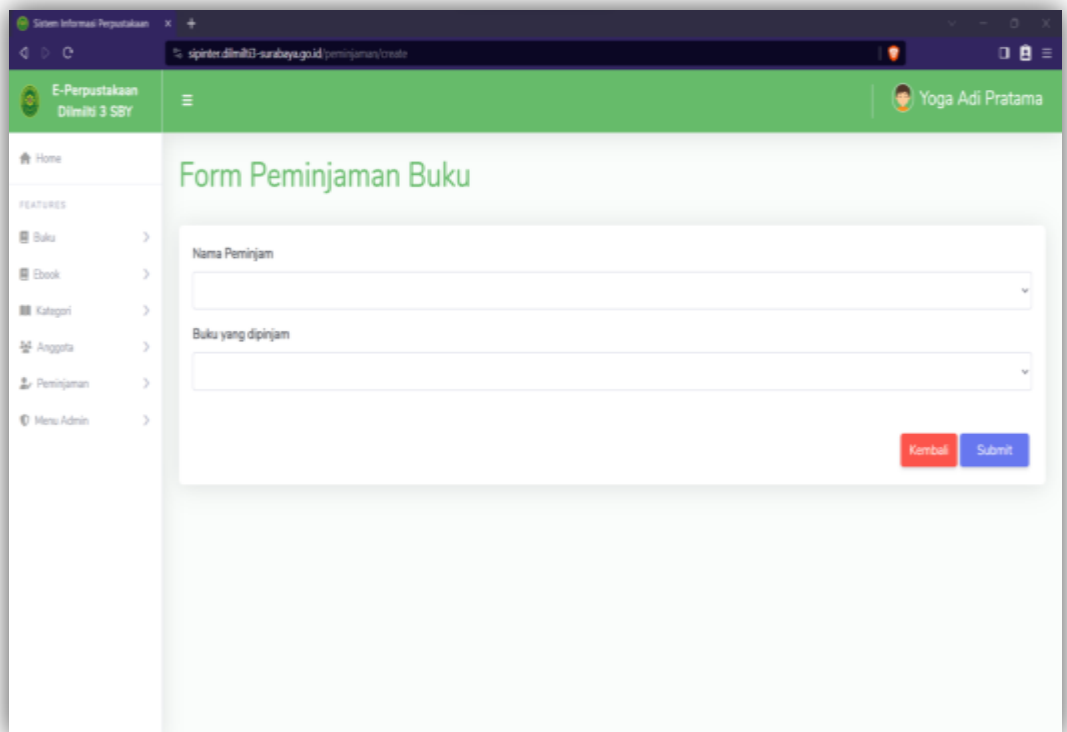 Sistem Informasi Perpustakaan
sipinter.dilmilti3-surabaya.go.id/peminjaman/create
E-Perpustakaan
Dilmilti 3 SBY
Yoga Adi Pratama
Home
FEATURES
Buku
Ebook
Kategori
Anggota
Peminjaman
Menu Admin
Form Peminjaman Buku
Nama Peminjam
Buku yang dipinjam
Kembali
Submit